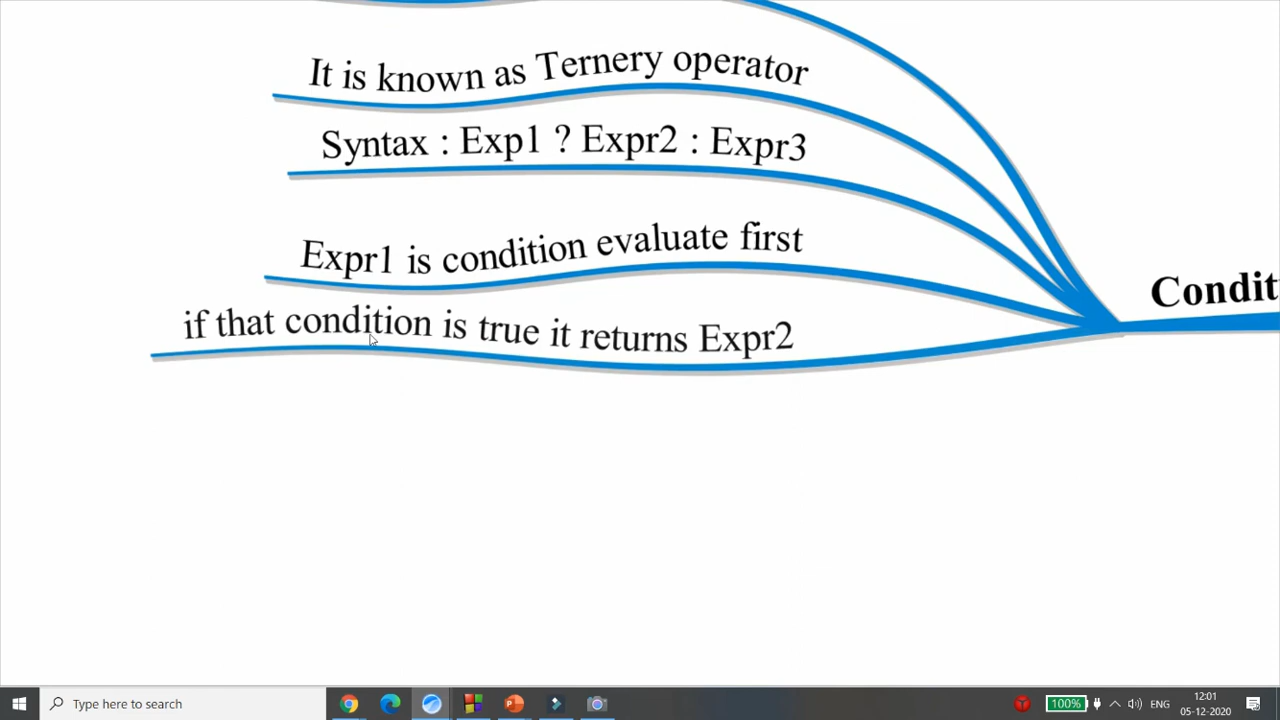 It is known as Ternery operator
Syntax : Exp1 ? Expr2 : Expr3
Expr1 is condition evaluate first
Condit
if that condition is true it returns Expr2
Type here to search
100%
ENG
12:01
05-12-2020